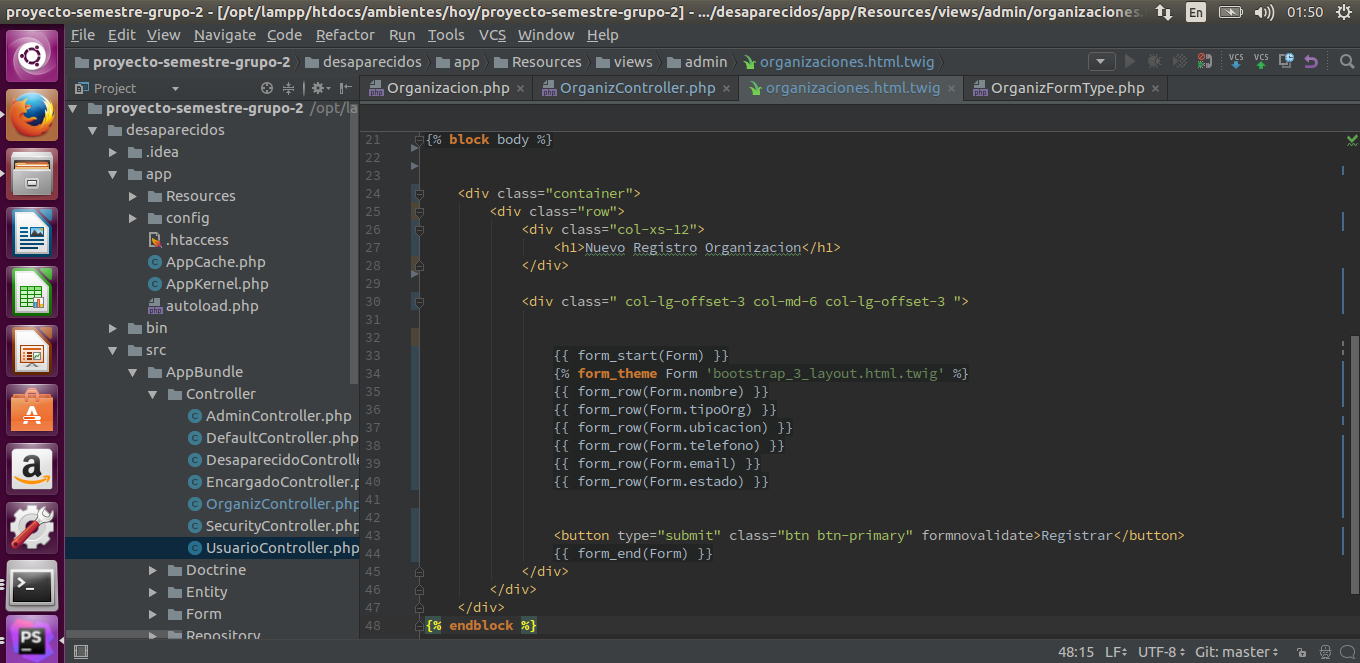 proyecto-semestre-grupo-2 - [/opt/lampp/htdocs/ambientes/hoy/proyecto-semestre-grupo-2] - .../desaparecidos/app/Resources/views/admin/organizaciones.
En
01:50
File Edit View Navigate Code Refactor Run Tools VCS Window Help
proyecto-semestre-grupo-2 desaparecidos app Resources views admin organizaciones.html.twig
VCS VCS
Project
Organizacion.php × OrganizController.php × organizaciones.html.twig × OrganizFormType.php ×
proyecto-semestre-grupo-2 /opt/la
desaparecidos
.idea
app
Resources
config
.htaccess
AppCache.php
AppKernel.php
autoload.php
bin
src
AppBundle
Controller
AdminController.php
DefaultController.php
DesaparecidoControlle
EncargadoController.p
OrganizController.php
SecurityController.php
UsuarioController.php
Doctrine
Entity
Form
Repository
21 {% block body %}
22
23
24 <div class="container">
25 <div class="row">
26 <div class="col-xs-12">
27 <h1>Nuevo Registro Organizacion</h1>
28 </div>
29
30 <div class=" col-lg-offset-3 col-md-6 col-lg-offset-3 ">
31
32
33 {{ form_start(Form) }}
34 {% form_theme Form 'bootstrap_3_layout.html.twig' %}
35 {{ form_row(Form.nombre) }}
36 {{ form_row(Form.tipoOrg) }}
37 {{ form_row(Form.ubicacion) }}
38 {{ form_row(Form.telefono) }}
39 {{ form_row(Form.email) }}
40 {{ form_row(Form.estado) }}
41
42
43 <button type="submit" class="btn btn-primary" formnovalidate>Registrar</button>
44 {{ form_end(Form) }}
45 </div>
46 </div>
47 </div>
48 {% endblock %}
PS
48:15 LF UTF-8 Git: master